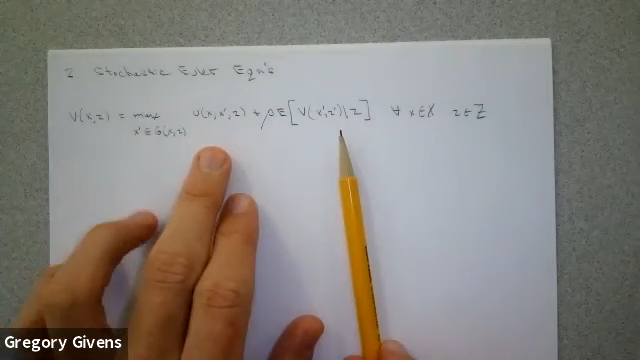 2. Stochastic Euler Eqn's
V(x,z) = max U(x,x',z) + βE[V(x',z')|z] ∀ x∈X z∈Z
x'∈G(x,z)
Gregory Givens